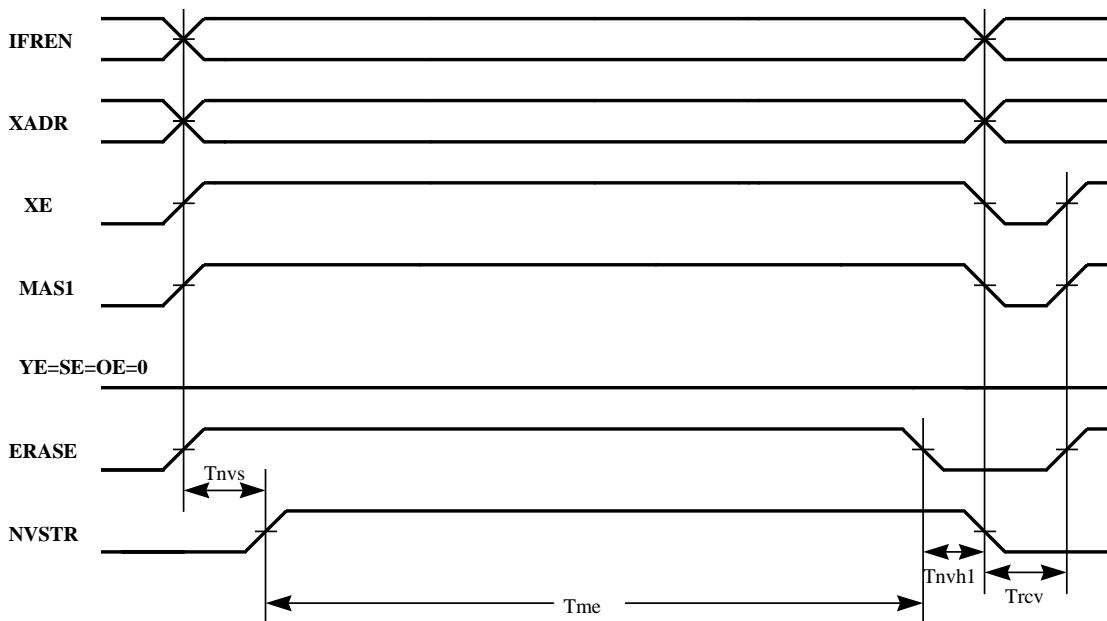 IFREN
XADR
XE
MAS1
YE=SE=OE=0
ERASE
Tnvs
NVSTR
Tnvh1
Trcv
Tme